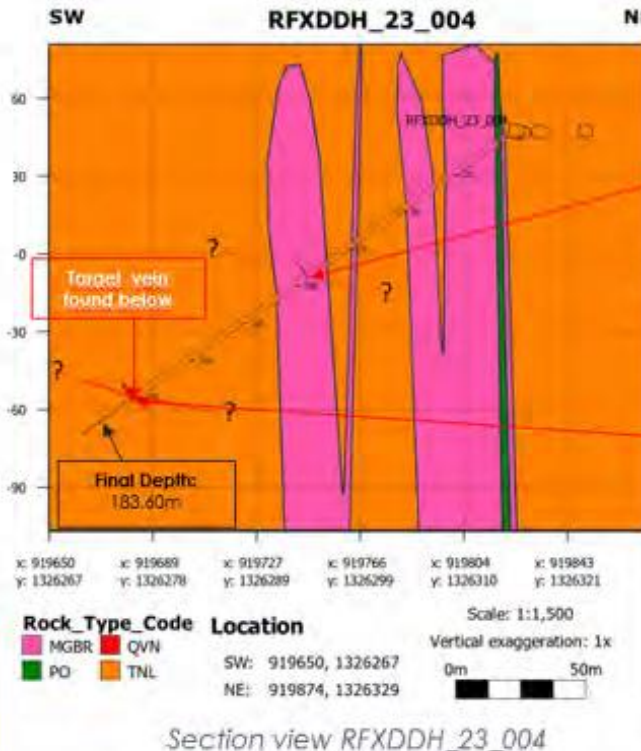 SW RFXDDH_23_004 N
60
RFXDDH_23_004
30
-0
?
Target vein
found below
?
-30
?
?
-60
Final Depth:
183.60m
-90
x: 919650 x: 919689 x: 919727 x: 919766 x: 919804 x: 919843
y: 1326267 y: 1326278 y: 1326289 y: 1326299 y: 1326310 y: 1326321
Rock_Type_Code Location Scale: 1:1,500
MGBR QVN Vertical exaggeration: 1x
PO TNL SW: 919650, 1326267 0m 50m
NE: 919874, 1326329
Section view RFXDDH_23_004